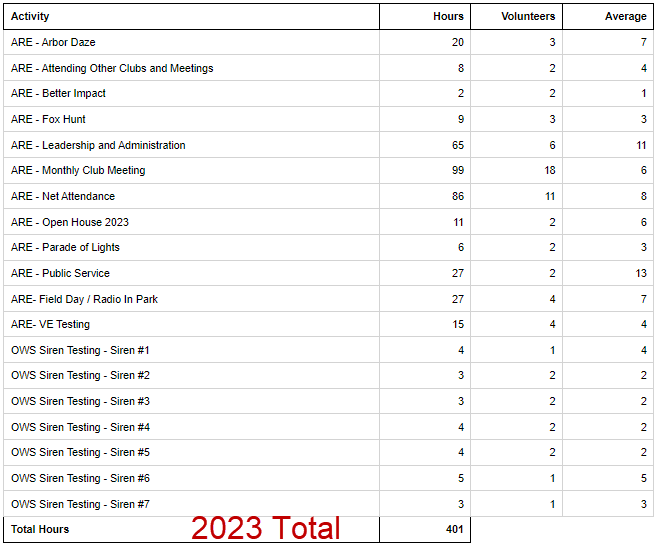 Activity Hours Volunteers Average
ARE - Arbor Daze 20 3 7
ARE - Attending Other Clubs and Meetings 8 2 4
ARE - Better Impact 2 2 1
ARE - Fox Hunt 9 3 3
ARE - Leadership and Administration 65 6 11
ARE - Monthly Club Meeting 99 18 6
ARE - Net Attendance 86 11 8
ARE - Open House 2023 11 2 6
ARE - Parade of Lights 6 2 3
ARE - Public Service 27 2 13
ARE- Field Day / Radio In Park 27 4 7
ARE- VE Testing 15 4 4
OWS Siren Testing - Siren #1 4 1 4
OWS Siren Testing - Siren #2 3 2 2
OWS Siren Testing - Siren #3 3 2 2
OWS Siren Testing - Siren #4 4 2 2
OWS Siren Testing - Siren #5 4 2 2
OWS Siren Testing - Siren #6 5 1 5
OWS Siren Testing - Siren #7 3 1 3
Total Hours 2023 Total 401